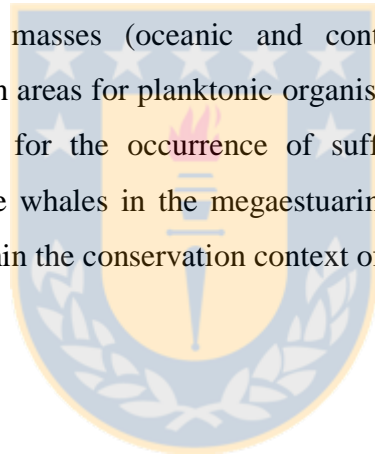 masses (oceanic and cont
areas for planktonic organis
for the occurrence of suff
whales in the megaestuarin
the conservation context of